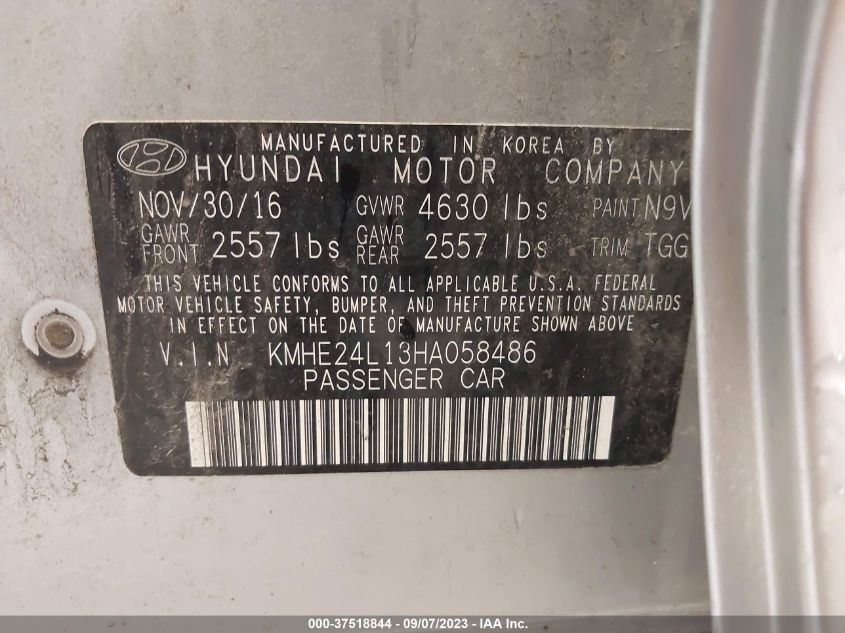 MANUFACTURED IN KOREA BY
HYUNDAI MOTOR COMPANY
NOV/30/16 GVWR 4630 lbs PAINT N9V
GAWR FRONT 2557 lbs GAWR REAR 2557 lbs TRIM TGG
THIS VEHICLE CONFORMS TO ALL APPLICABLE U.S.A. FEDERAL
MOTOR VEHICLE SAFETY, BUMPER, AND THEFT PREVENTION STANDARDS
IN EFFECT ON THE DATE OF MANUFACTURE SHOWN ABOVE
V.I.N KMHE24L13HA058486
PASSENGER CAR
000-37518844 - 09/07/2023 - IAA Inc.